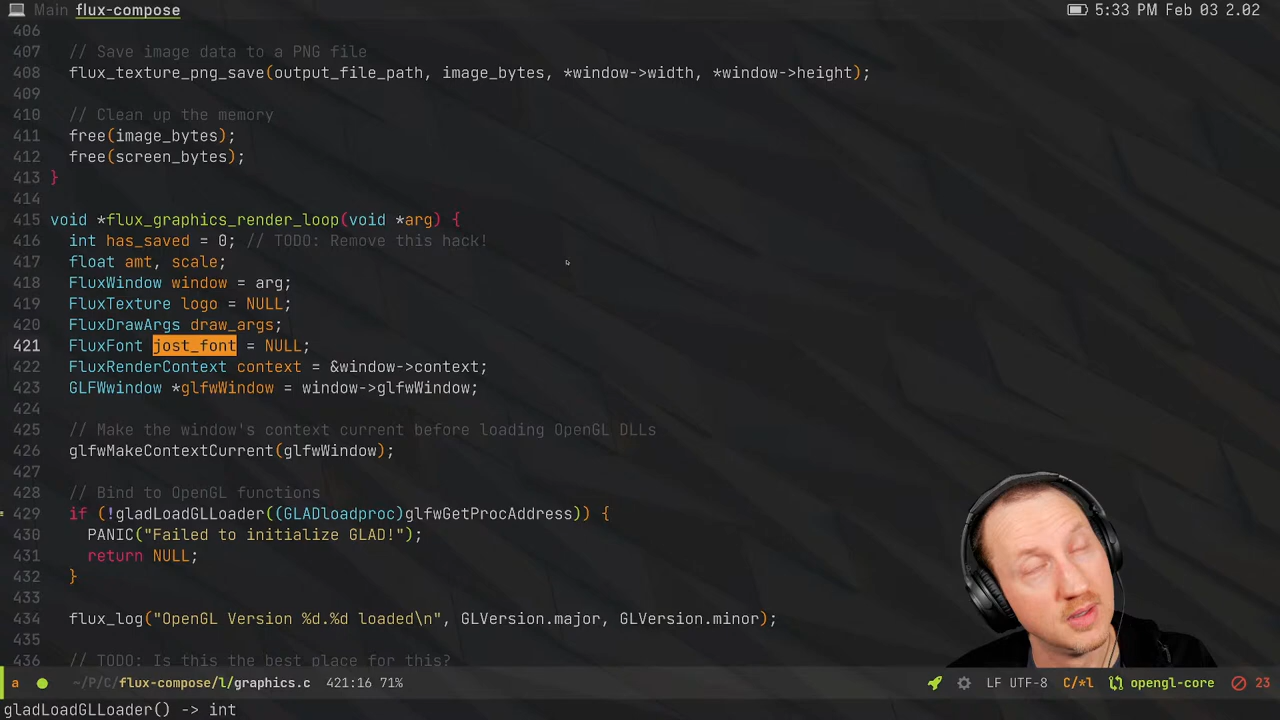 Main flux-compose 5:33 PM Feb 03 2.02
406
407 // Save image data to a PNG file
408 flux_texture_png_save(output_file_path, image_bytes, *window->width, *window->height);
409
410 // Clean up the memory
411 free(image_bytes);
412 free(screen_bytes);
413 }
414
415 void *flux_graphics_render_loop(void *arg) {
416 int has_saved = 0; // TODO: Remove this hack!
417 float amt, scale;
418 FluxWindow window = arg;
419 FluxTexture logo = NULL;
420 FluxDrawArgs draw_args;
421 FluxFont jost_font = NULL;
422 FluxRenderContext context = &window->context;
423 GLFWwindow *glfwWindow = window->glfwWindow;
424
425 // Make the window's context current before loading OpenGL DLLs
426 glfwMakeContextCurrent(glfwWindow);
427
428 // Bind to OpenGL functions
429 if (!gladLoadGLLoader((GLADloadproc)glfwGetProcAddress)) {
430 PANIC("Failed to initialize GLAD!");
431 return NULL;
432 }
433
434 flux_log("OpenGL Version %d.%d loaded\n", GLVersion.major, GLVersion.minor);
435
436 // TODO: Is this the best place for this?
a ~/P/C/flux-compose/l/graphics.c 421:16 71% LF UTF-8 C/*l opengl-core 23
gladLoadGLLoader() -> int